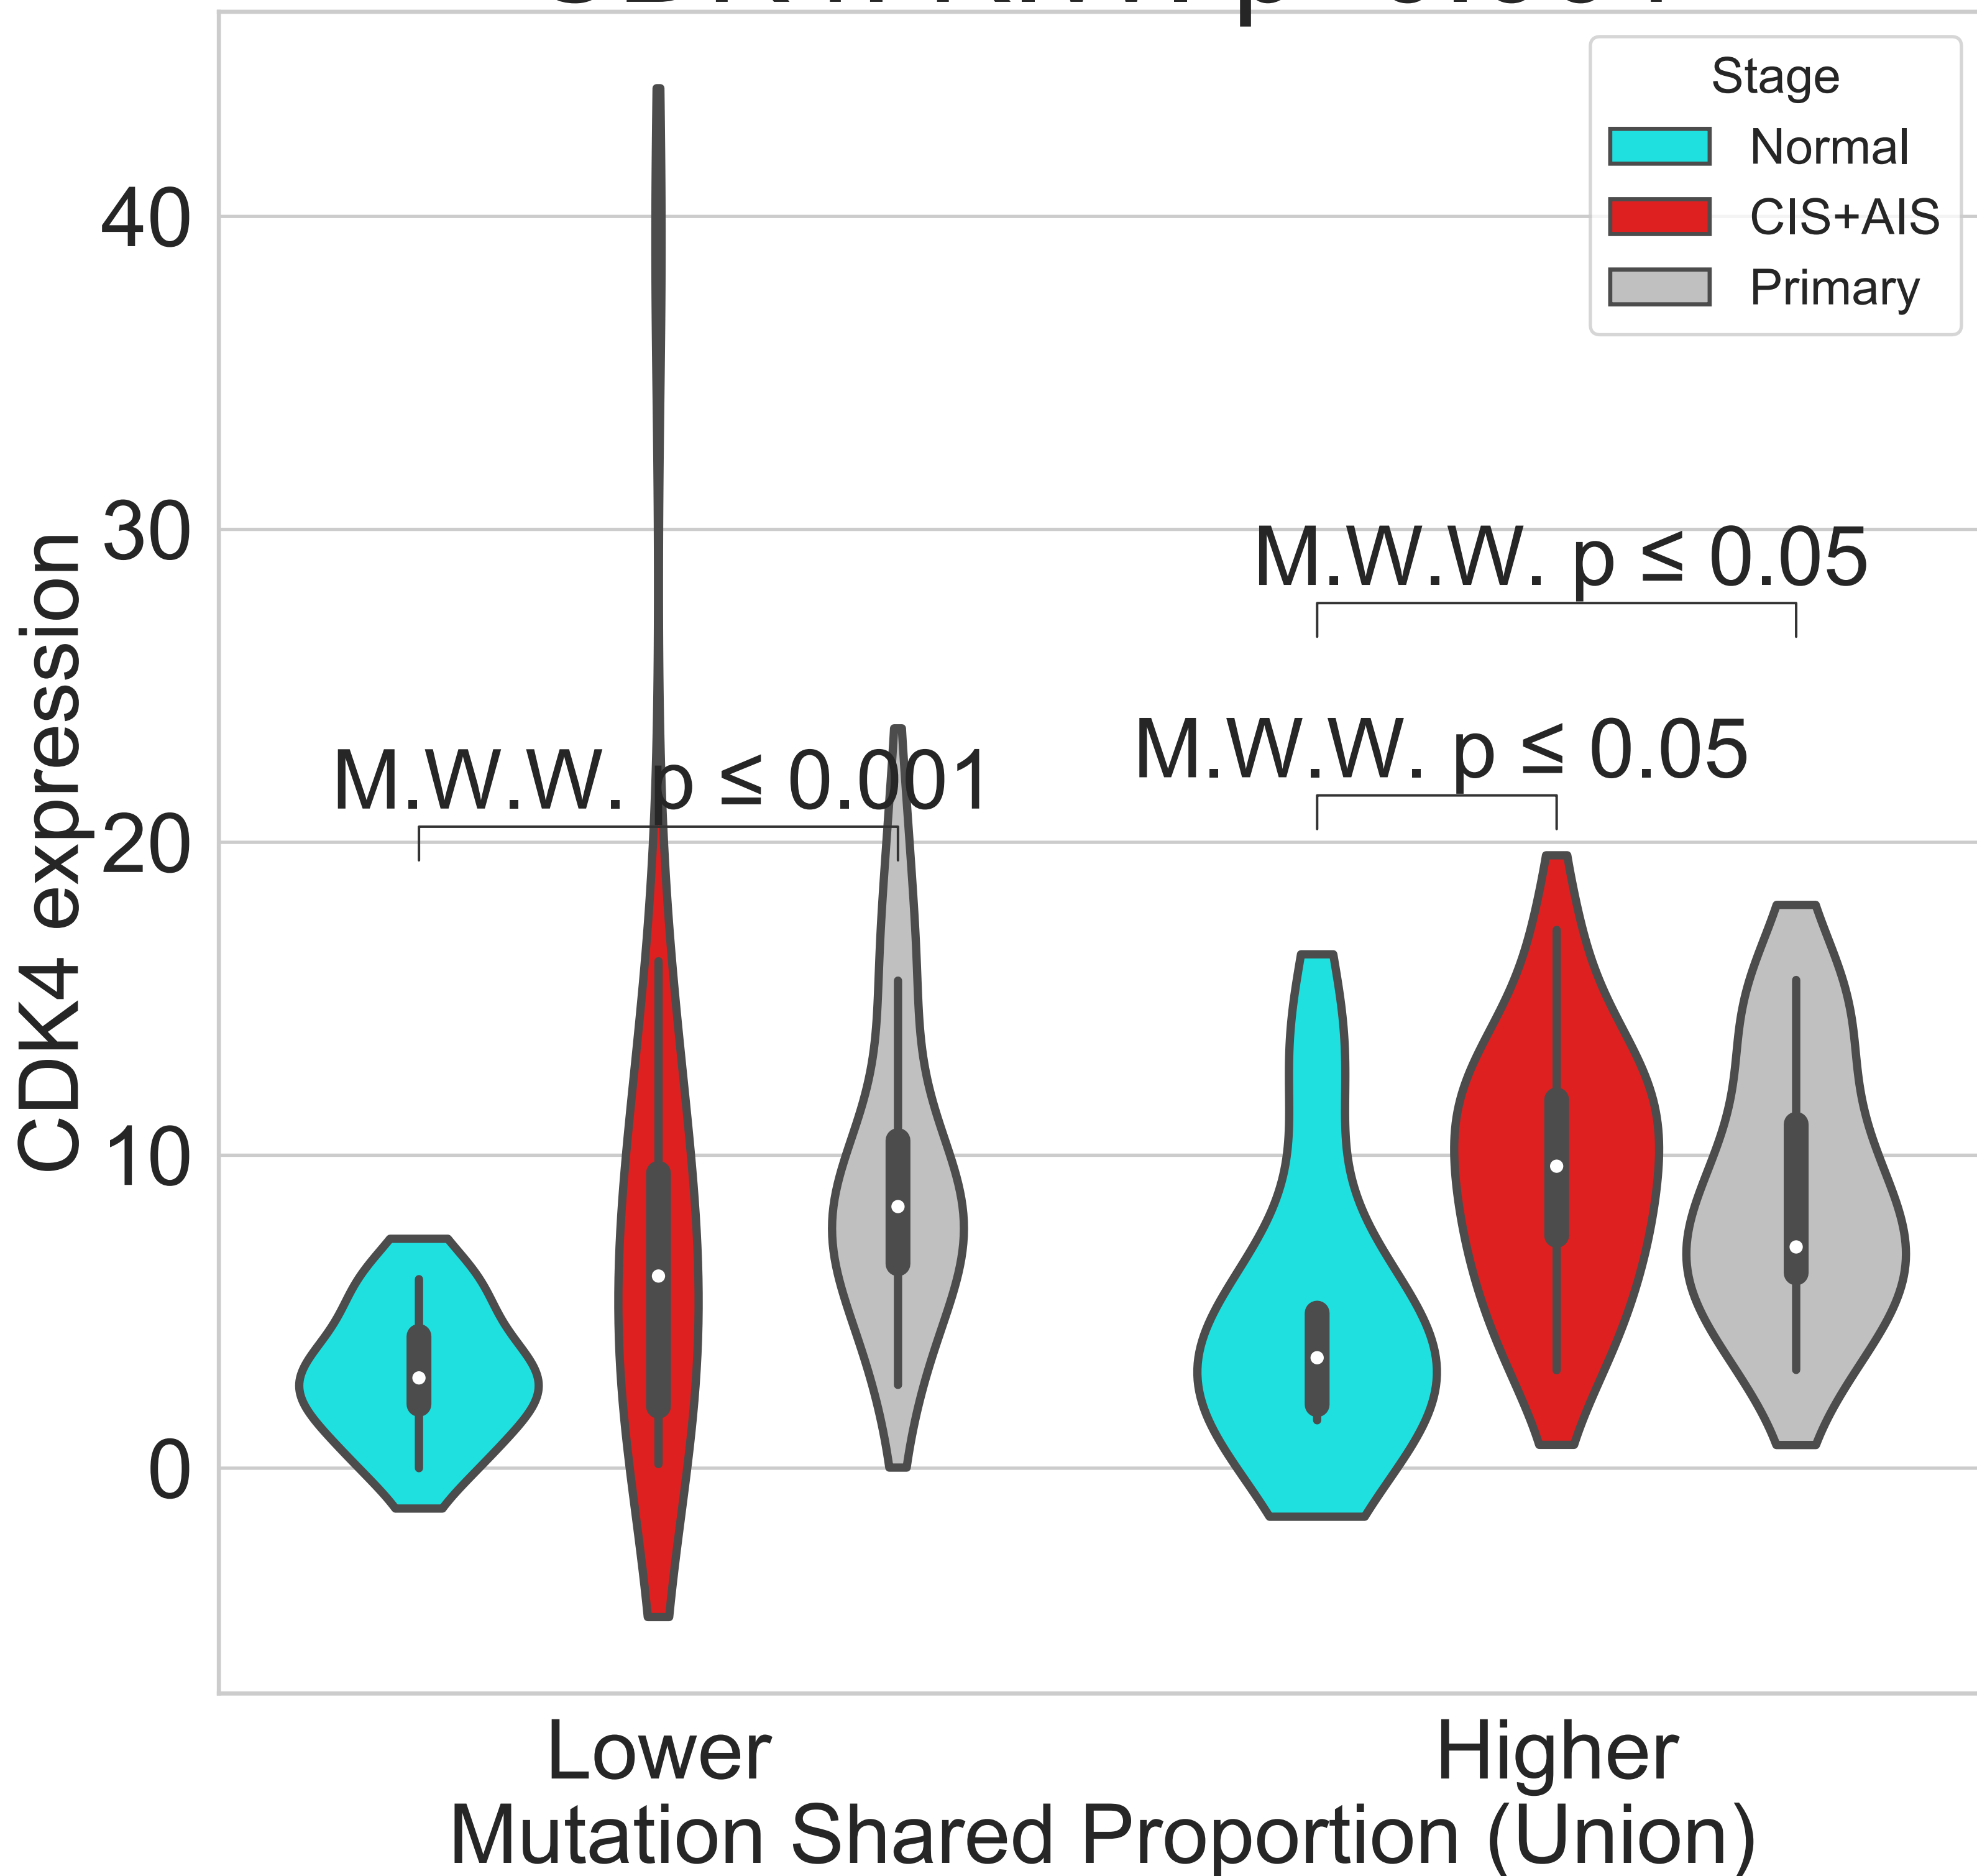 Stage
Normal
CIS+AIS
Primary
40
30
20
10
0
CDK4 expression
M.W.W. p ≤ 0.05
M.W.W. p ≤ 0.05
M.W.W. p ≤ 0.001
Lower
Higher
Mutation Shared Proportion (Union)